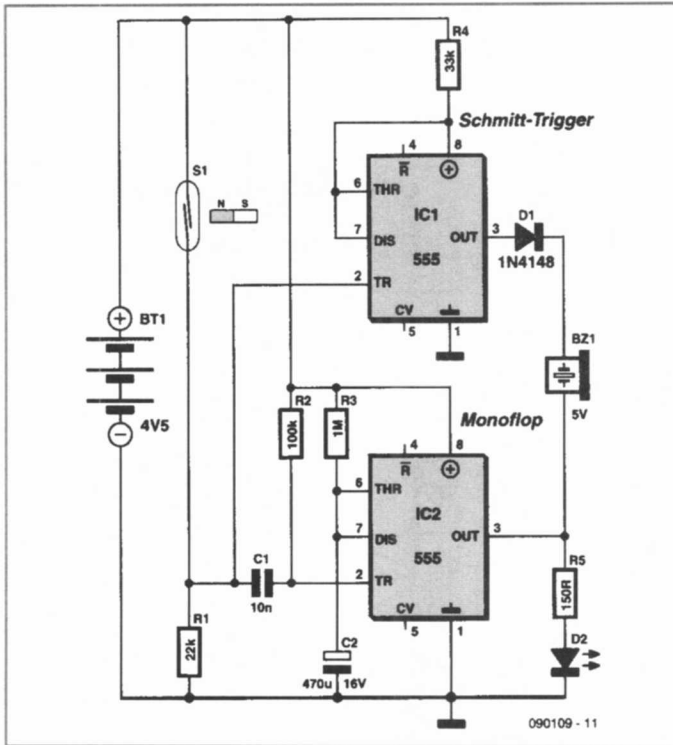 R4
33k
Schmitt-Trigger
4
8
R
S1
N S
6
THR
IC1
D1
7
DIS
OUT
3
555
1N4148
2
TR
CV
5
1
BT1
BZ1
5V
4V5
R2
100k
R3
1M
Monoflop
4
8
R
6
THR
IC2
7
DIS
OUT
3
555
C1
10n
2
TR
R5
150R
CV
5
1
R1
22k
C2
470u 16V
D2
090109 - 11